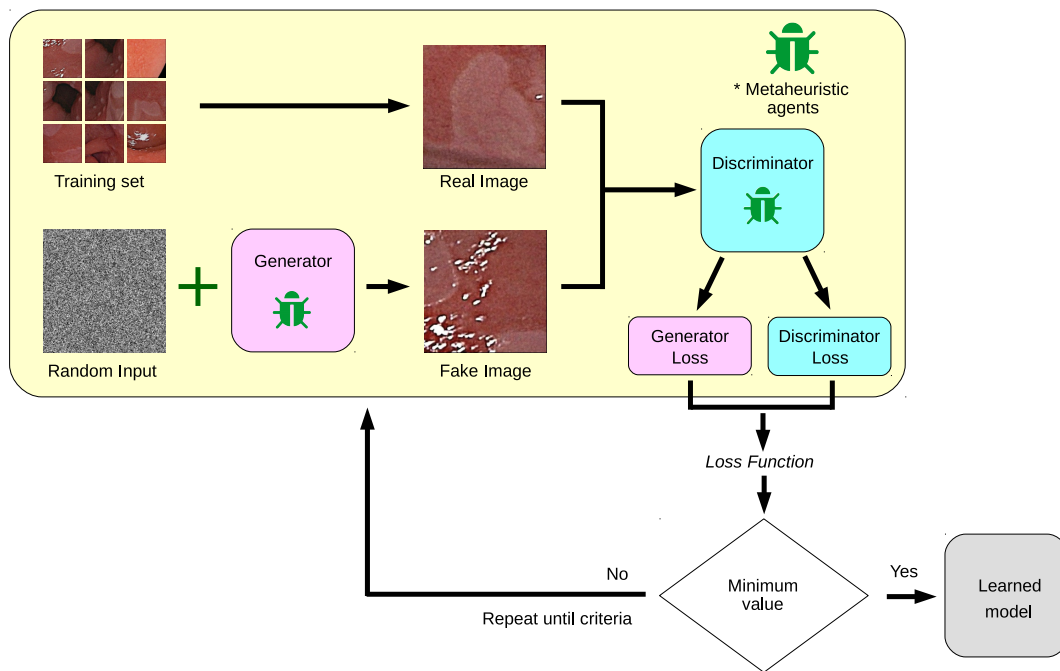 * Metaheuristic
agents
Training set
Real Image
Discriminator
Generator
Random Input
Fake Image
Generator
Loss
Discriminator
Loss
Loss Function
Minimum
value
No
Repeat until criteria
Yes
Learned
model